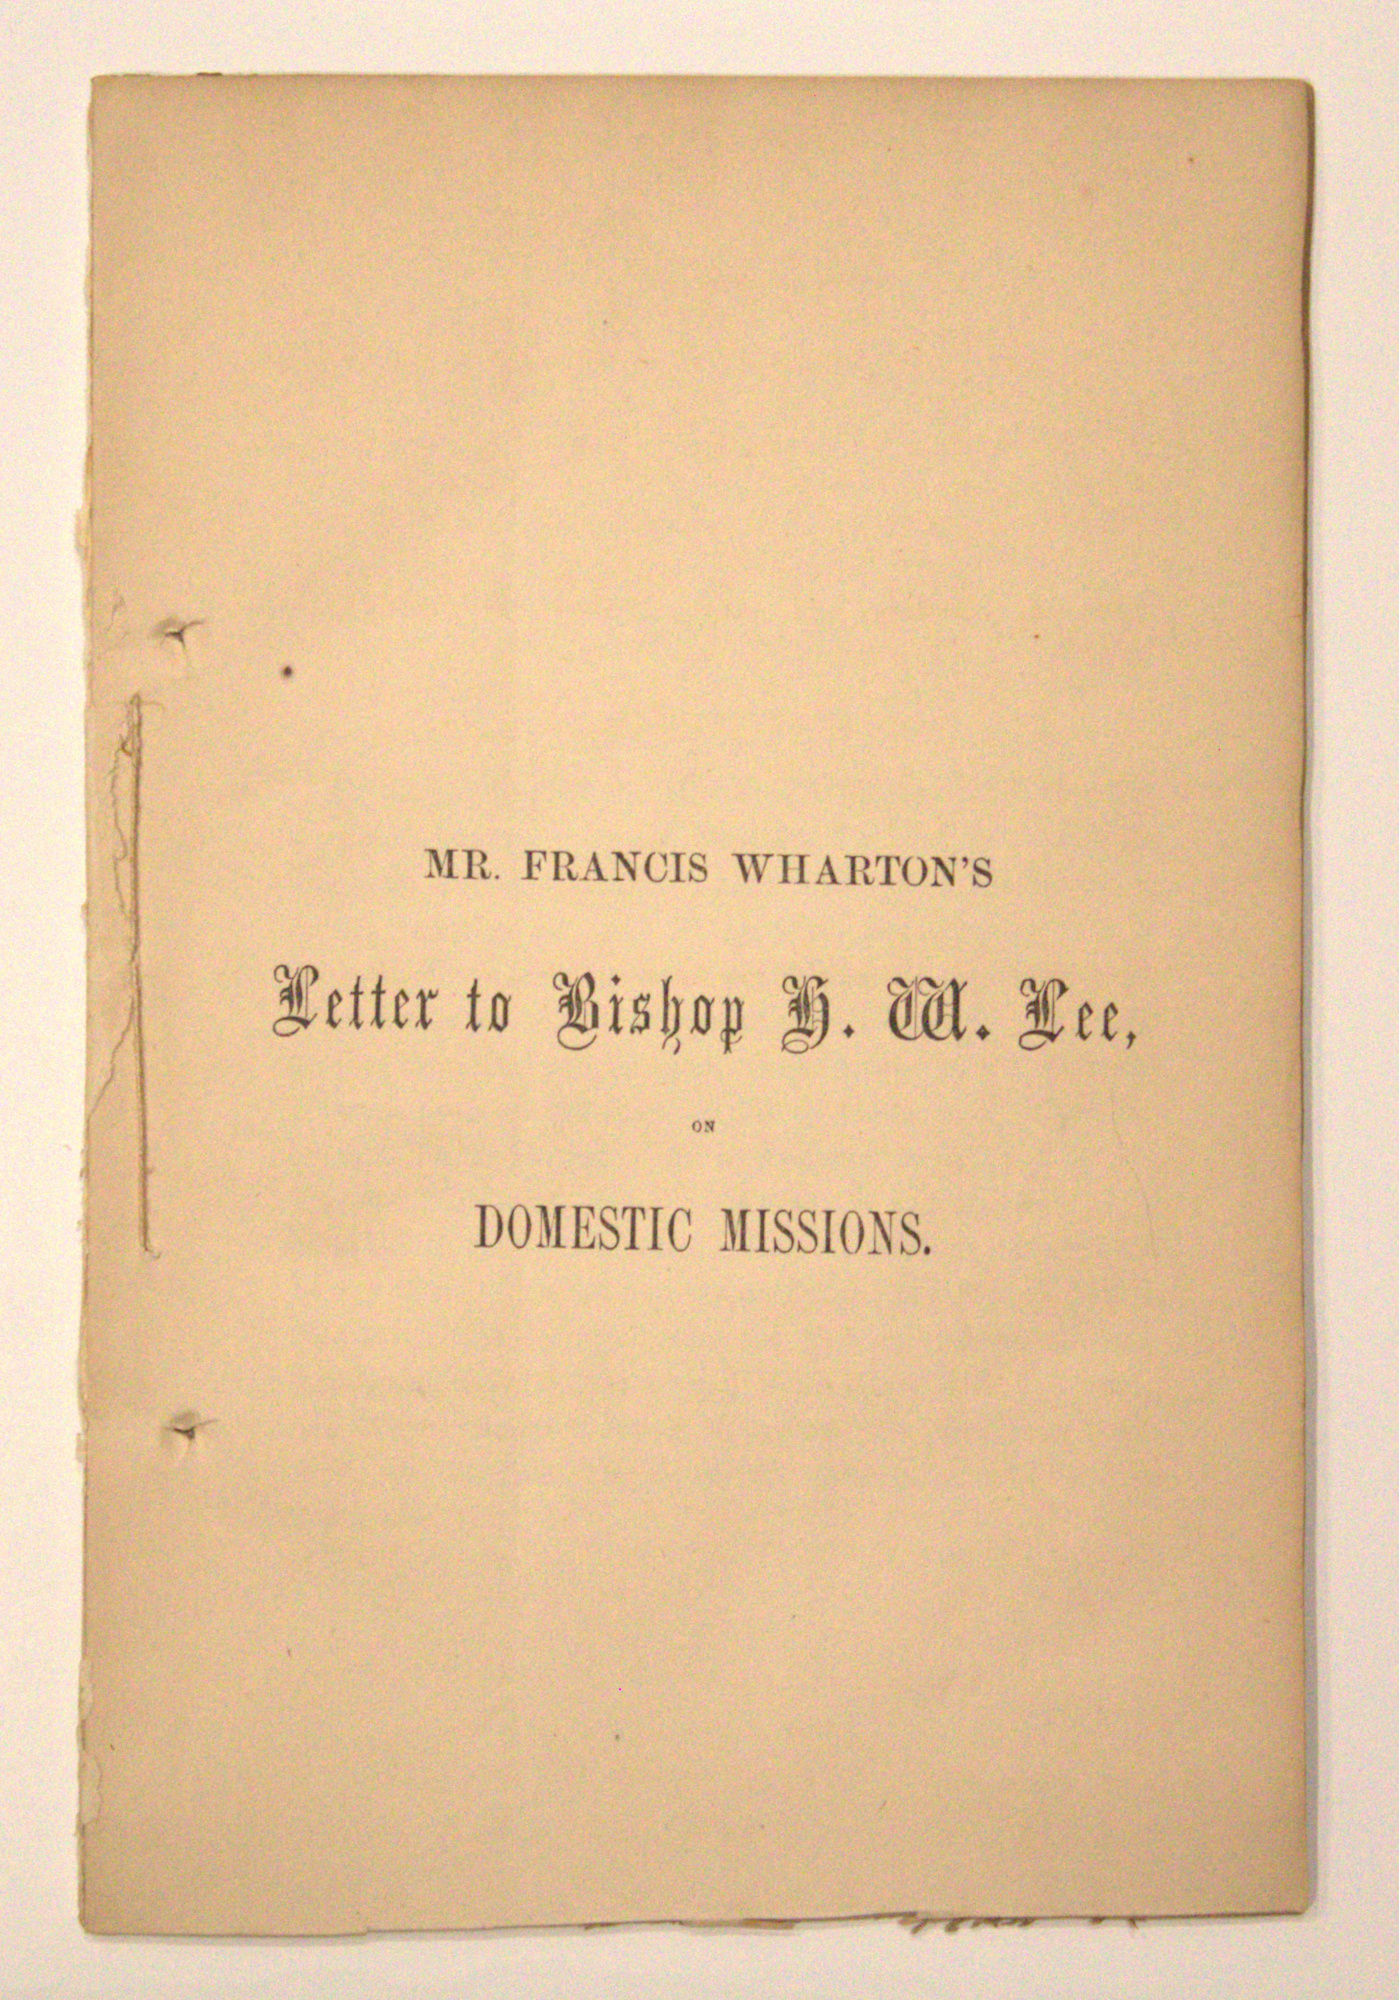 MR. FRANCIS WHARTON'S
Letter to Bishop H. W. Lee,
ON
DOMESTIC MISSIONS.